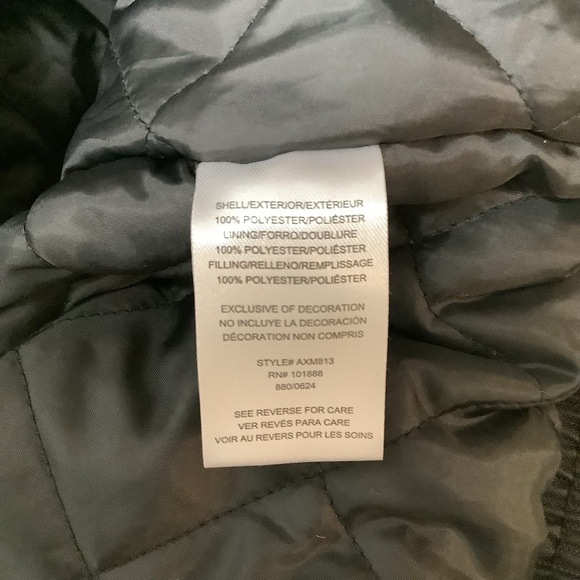 SHELL/EXTERIOR/EXTÉRIEUR
100% POLYESTER/POLIÉSTER
LINING/FORRO/DOUBLURE
100% POLYESTER/POLIÉSTER
FILLING/RELLENO/REMPLISSAGE
100% POLYESTER/POLIÉSTER
EXCLUSIVE OF DECORATION
NO INCLUYE LA DECORACIÓN
DÉCORATION NON COMPRIS
STYLE# AXM813
RN# 101888
880/0624
SEE REVERSE FOR CARE
VER REVÉS PARA CARE
VOIR AU REVERS POUR LES SOINS